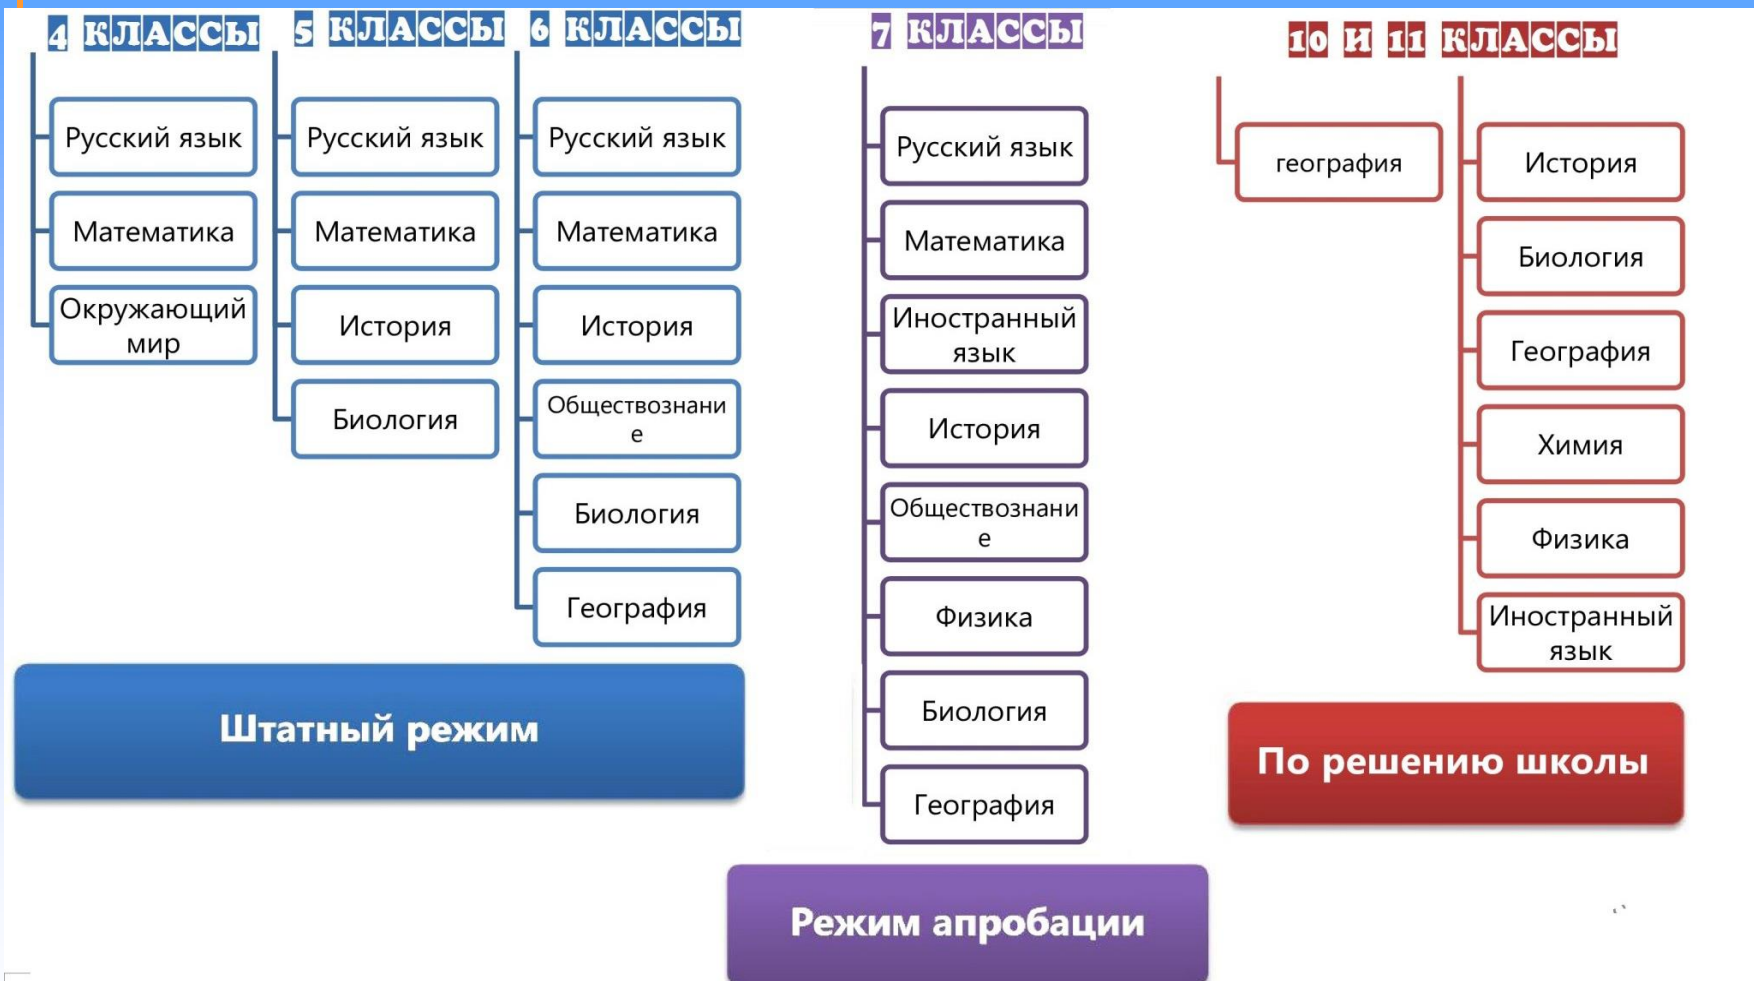 4 КЛАССЫ
Русский язык
Математика
Окружающий
мир
5 КЛАССЫ
Русский язык
Математика
История
Биология
6 КЛАССЫ
Русский язык
Математика
История
Обществознани
е
Биология
География
Штатный режим
7 КЛАССЫ
Русский язык
Математика
Иностранный
язык
История
Обществознани
е
Физика
Биология
География
Режим апробации
10 И 11 КЛАССЫ
география
История
Биология
География
Химия
Физика
Иностранный
язык
По решению школы